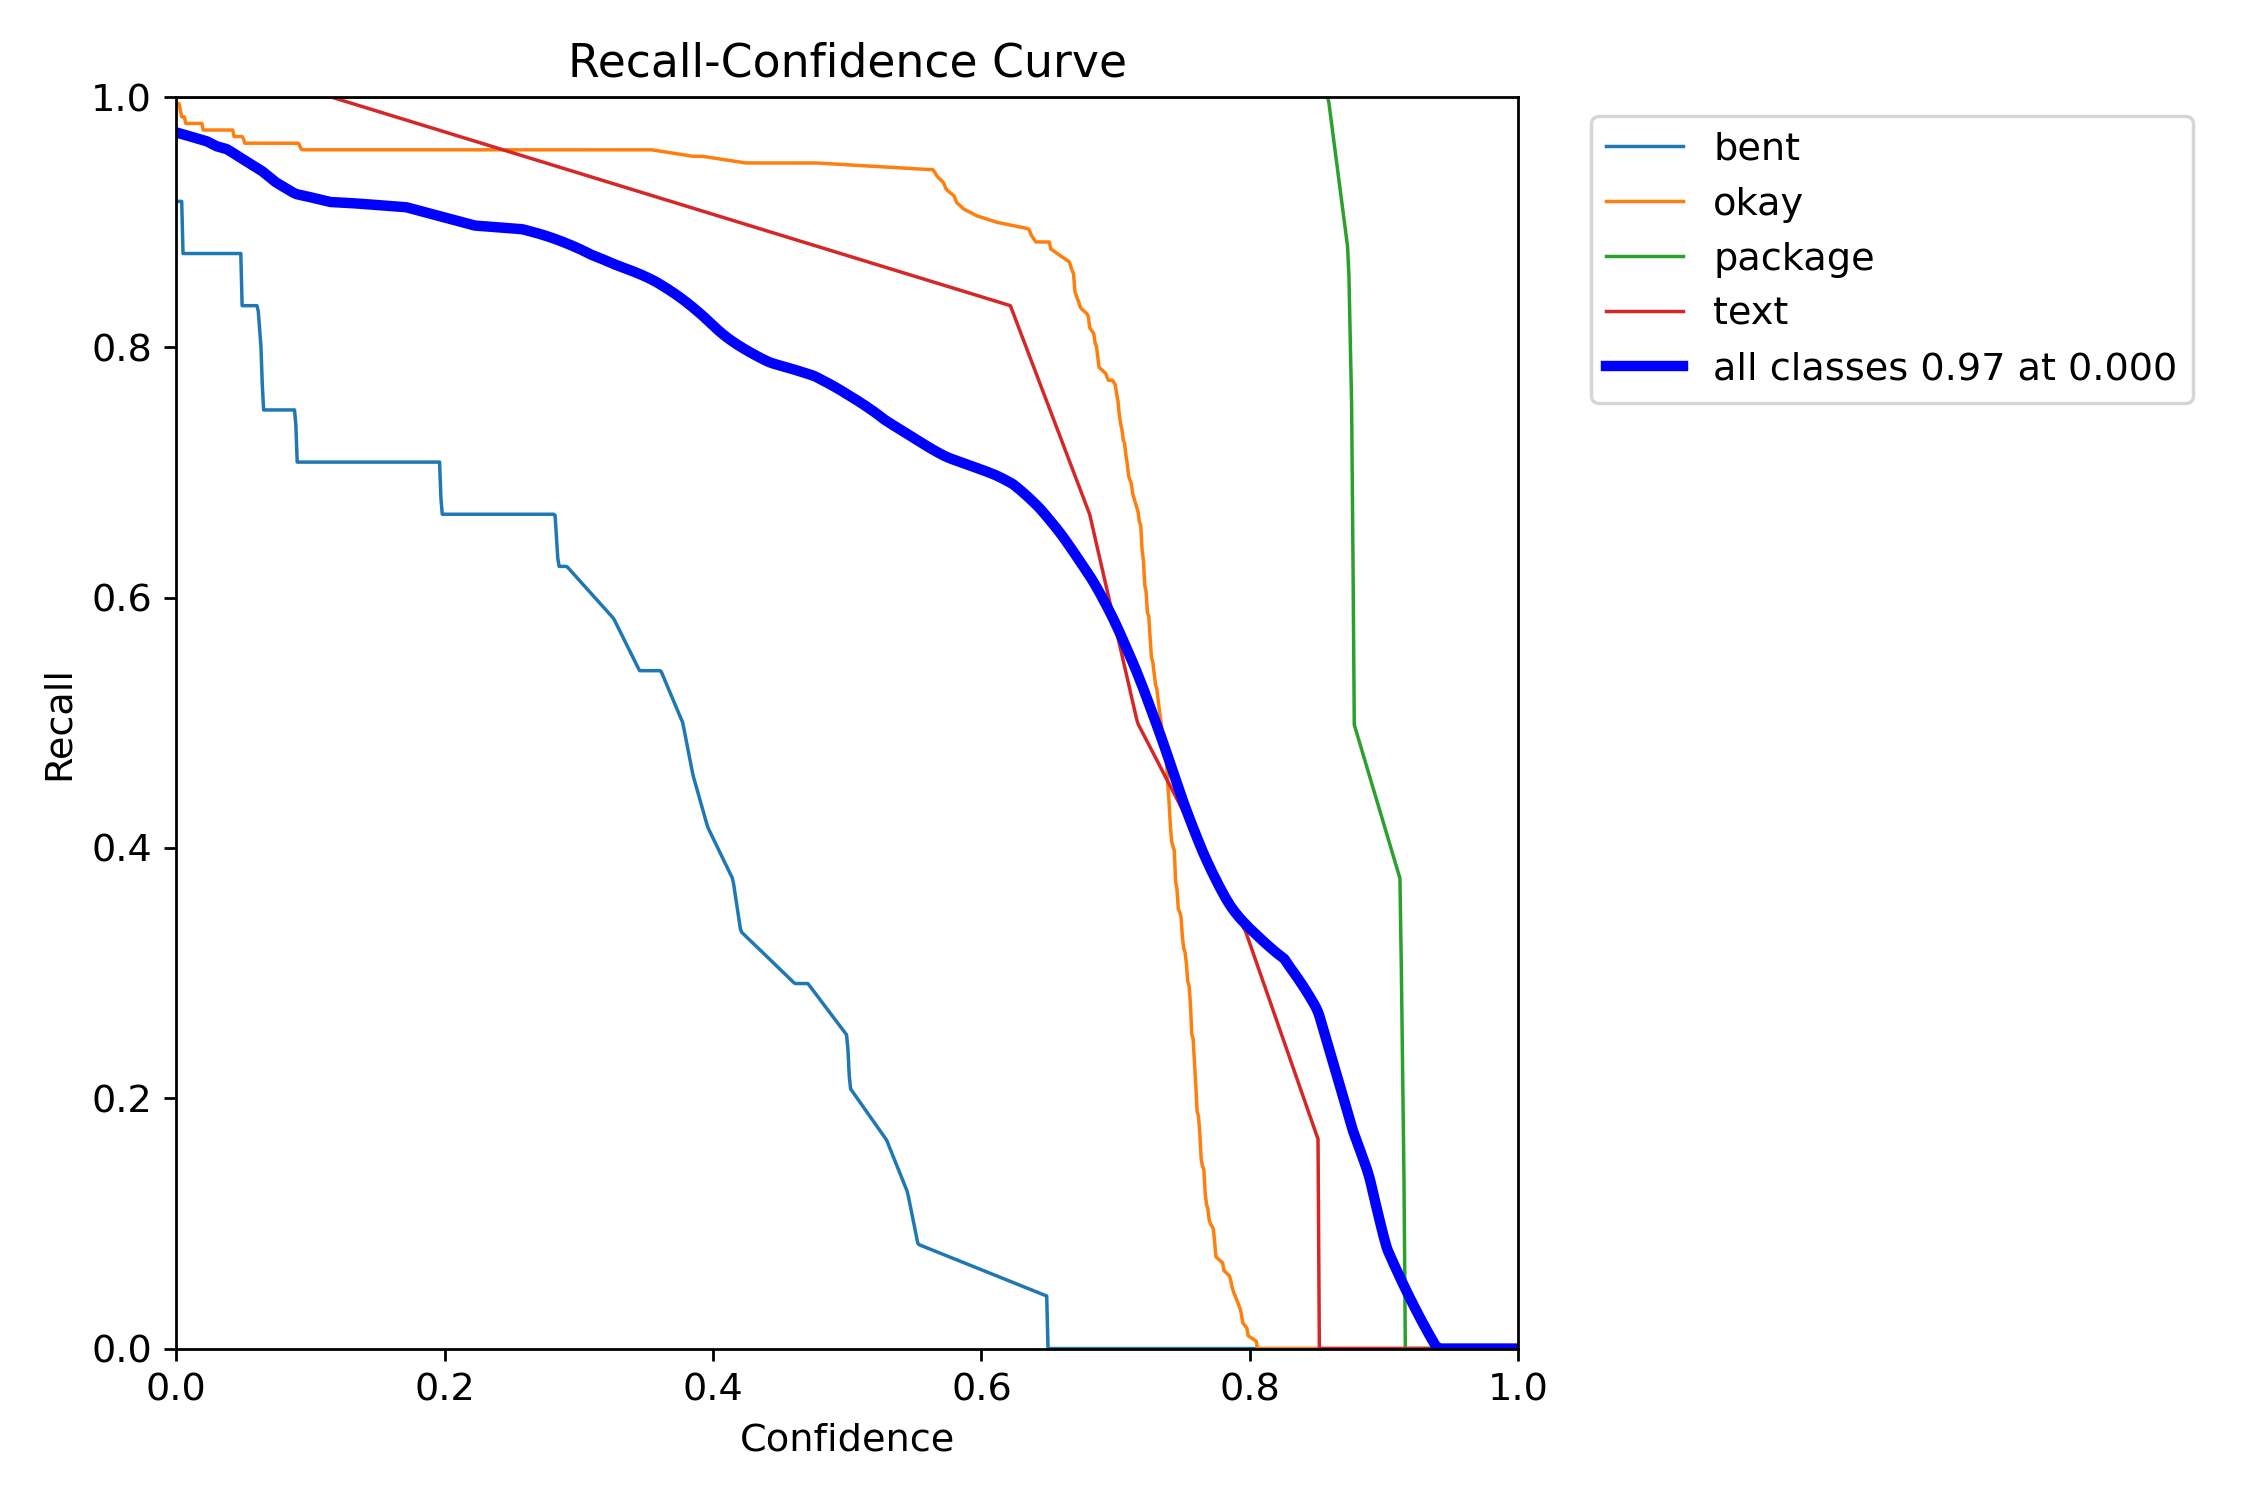 Recall-Confidence Curve
1.0
0.8
0.6
0.4
0.2
0.0
Recall
0.0 0.2 0.4 0.6 0.8 1.0
Confidence
bent
okay
package
text
all classes 0.97 at 0.000